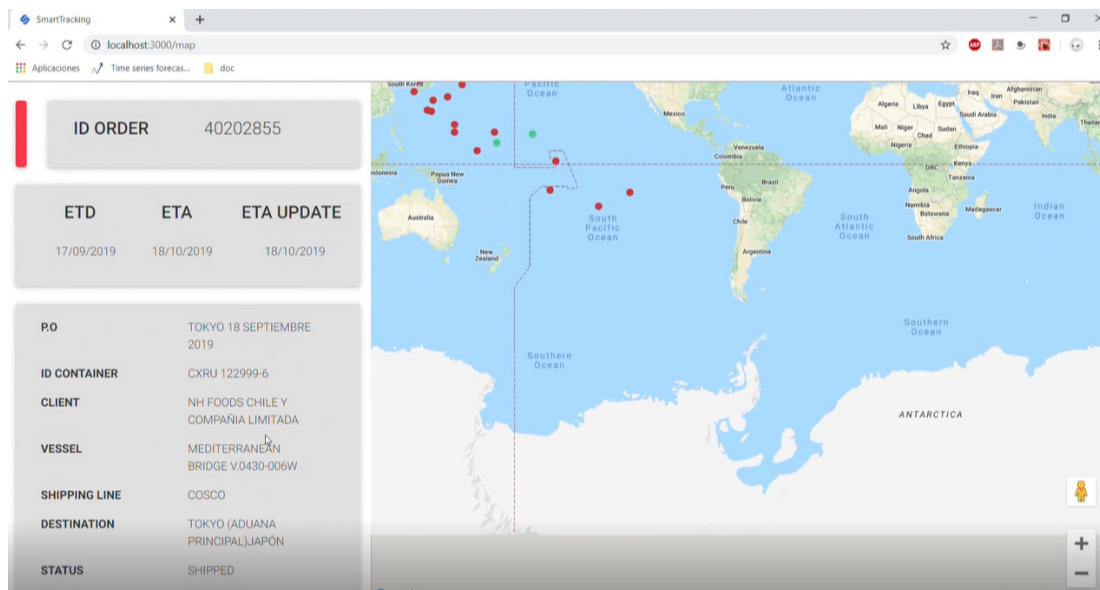 SmartTracking
localhost:3000/map
Aplicaciones
Time series forecas...
doc
ID ORDER 40202855
ETD ETA ETA UPDATE
17/09/2019 18/10/2019 18/10/2019
P.O TOKYO 18 SEPTIEMBRE
2019
ID CONTAINER CXRU 122999-6
CLIENT NH FOODS CHILE Y
COMPAÑIA LIMITADA
VESSEL MEDITERRANEAN
BRIDGE V.0430-006W
SHIPPING LINE COSCO
DESTINATION TOKYO (ADUANA
PRINCIPAL)JAPÓN
STATUS SHIPPED
South Korea
Pacific
Ocean
Atlantic
Ocean
Mexico
Venezuela
Colombia
Peru
Brazil
Bolivia
Chile
Argentina
Algeria
Libya
Egypt
Iraq
Iran
Afghanistan
Pakistan
Saudi Arabia
India
Mali
Niger
Chad
Sudan
Nigeria
Ethiopia
DRC
Kenya
Tanzania
Angola
Namibia
Botswana
Madagascar
South Africa
Papua New
Guinea
Australia
New
Zealand
South
Pacific
Ocean
South
Atlantic
Ocean
Indian
Ocean
Southern
Ocean
Southern
Ocean
ANTARCTICA
ABP